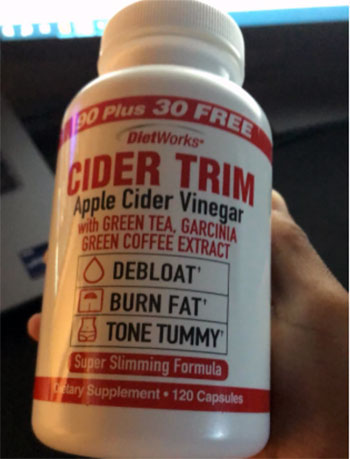 90 Plus 30 FREE
DietWorks®
CIDER TRIM
Apple Cider Vinegar
with GREEN TEA, GARCINIA
GREEN COFFEE EXTRACT
DEBLOAT†
BURN FAT†
TONE TUMMY†
Super Slimming Formula
Dietary Supplement • 120 Capsules